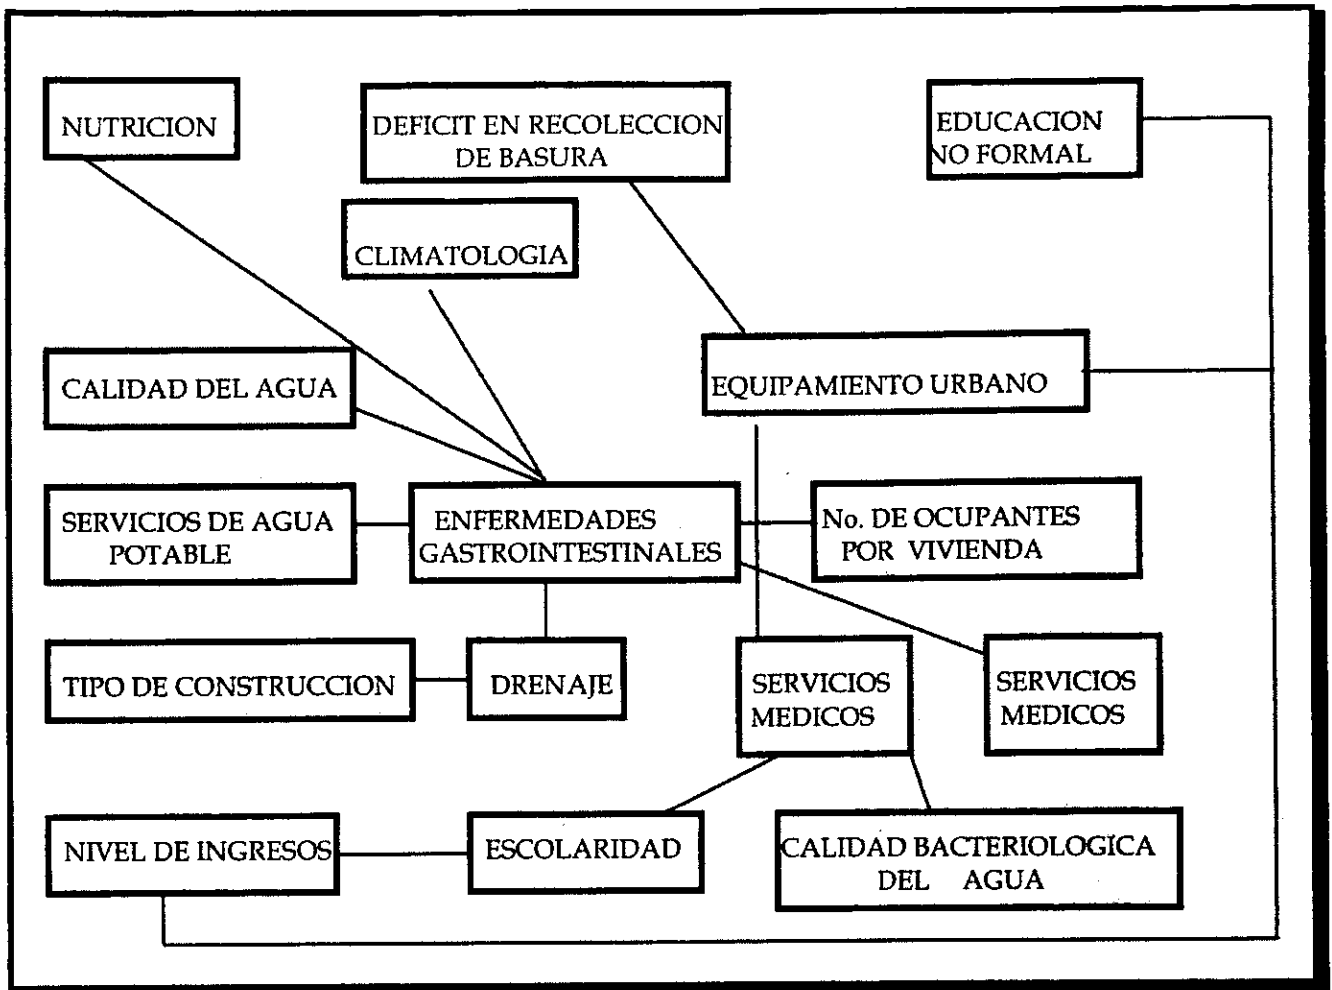 NUTRICION
DEFICIT EN RECOLECCION
DE BASURA
EDUCACION
NO FORMAL
CLIMATOLOGIA
CALIDAD DEL AGUA
EQUIPAMIENTO URBANO
SERVICIOS DE AGUA
POTABLE
ENFERMEDADES
GASTROINTESTINALES
No. DE OCUPANTES
POR VIVIENDA
TIPO DE CONSTRUCCION
DRENAJE
SERVICIOS
MEDICOS
SERVICIOS
MEDICOS
NIVEL DE INGRESOS
ESCOLARIDAD
CALIDAD BACTERIOLOGICA
DEL AGUA